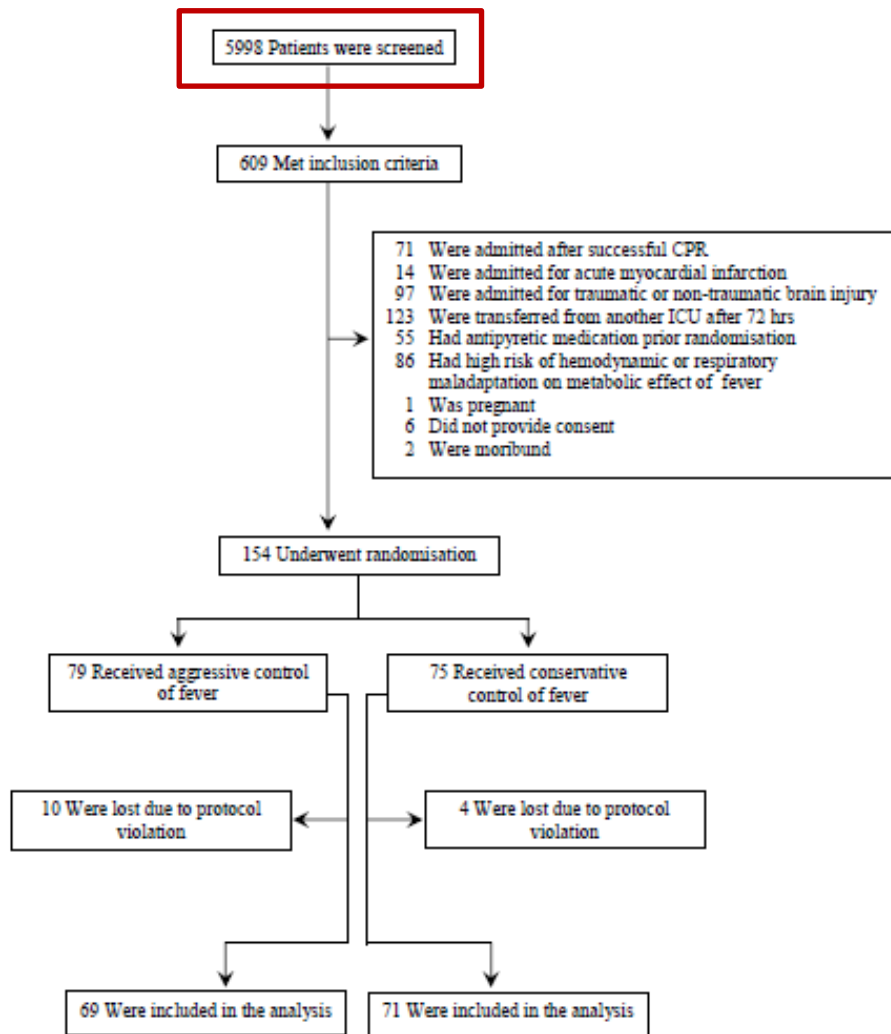 5998 Patients were screened
609 Met inclusion criteria
71 Were admitted after successful CPR
14 Were admitted for acute myocardial infarction
97 Were admitted for traumatic or non-traumatic brain injury
123 Were transferred from another ICU after 72 hrs
55 Had antipyretic medication prior randomisation
86 Had high risk of hemodynamic or respiratory
maladaptation on metabolic effect of fever
1 Was pregnant
6 Did not provide consent
2 Were moribund
154 Underwent randomisation
79 Received aggressive control
of fever
75 Received conservative
control of fever
10 Were lost due to protocol
violation
4 Were lost due to protocol
violation
69 Were included in the analysis
71 Were included in the analysis